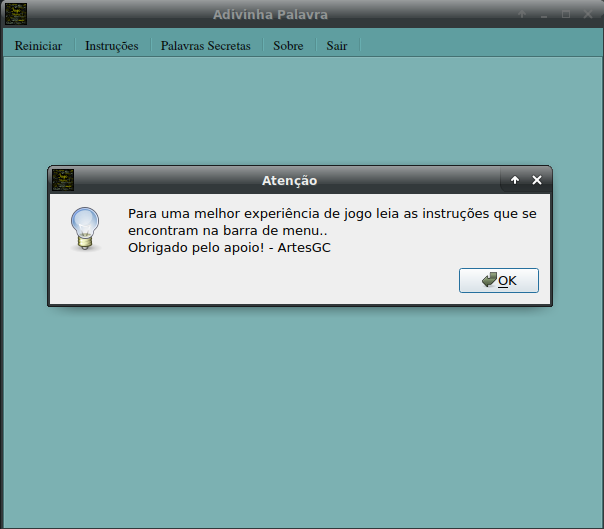 Adivinha Palavra
Reiniciar Instruções Palavras Secretas Sobre Sair
Atenção
Para uma melhor experiência de jogo leia as instruções que se
encontram na barra de menu..
Obrigado pelo apoio! - ArtesGC
OK